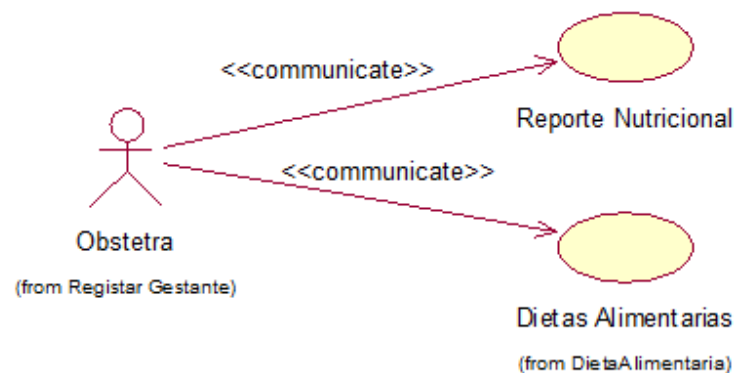 <<communicate>>
Reporte Nutricional
<<communicate>>
Obstetra
(from Registar Gestante)
Dietas Alimentarias
(from DietaAlimentaria)